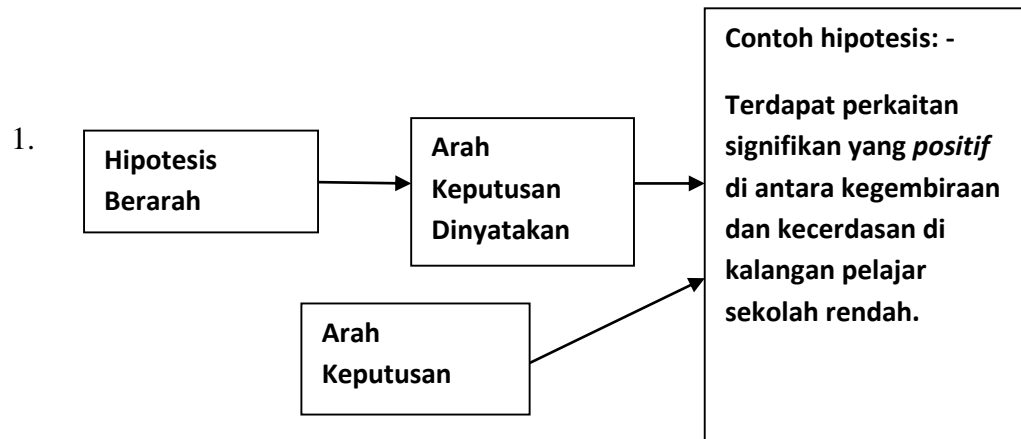 1.
Hipotesis
Berarah
Arah
Keputusan
Dinyatakan
Arah
Keputusan
Contoh hipotesis: -
Terdapat perkaitan
signifikan yang positif
di antara kegembiraan
dan kecerdasan di
kalangan pelajar
sekolah rendah.